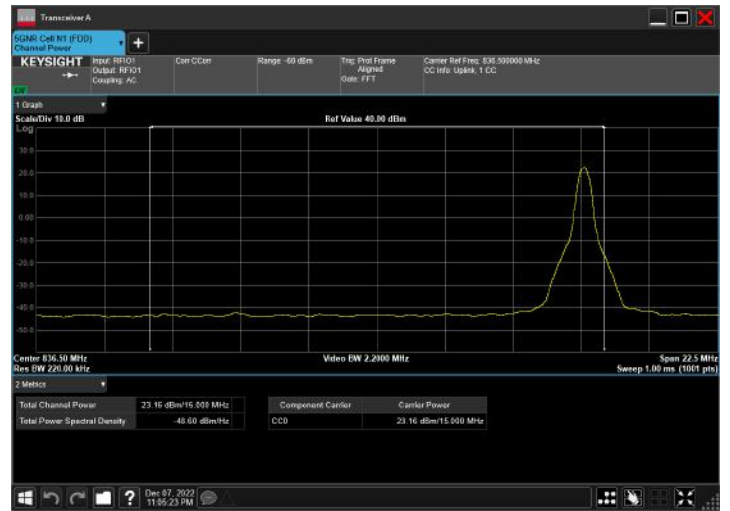 Transceiver A
5GNR Cell N1 (FDD)
Channel Power
+
KEYSIGHT
Input: RFIO1
Output: RFIO1
Coupling: AC
Corr CCorr
Range -60 dBm
Trig: Prot Frame
Aligned
Gate: FFT
Carrier Ref Freq: 836.500000 MHz
CC Info: Uplink, 1 CC
1 Graph
Scale/Div 10.0 dB
Ref Value 40.00 dBm
Log
30.0
20.0
10.0
0.00
-10.0
-20.0
-30.0
-40.0
-50.0
Center 836.50 MHz
Video BW 2.2000 MHz
Span 22.5 MHz
Res BW 220.00 kHz
Sweep 1.00 ms (1001 pts)
2 Metrics
Total Channel Power
23.16 dBm/15.000 MHz
Component Carrier
Carrier Power
Total Power Spectral Density
-48.60 dBm/Hz
CC0
23.16 dBm/15.000 MHz
?
Dec 07, 2022
11:05:23 PM